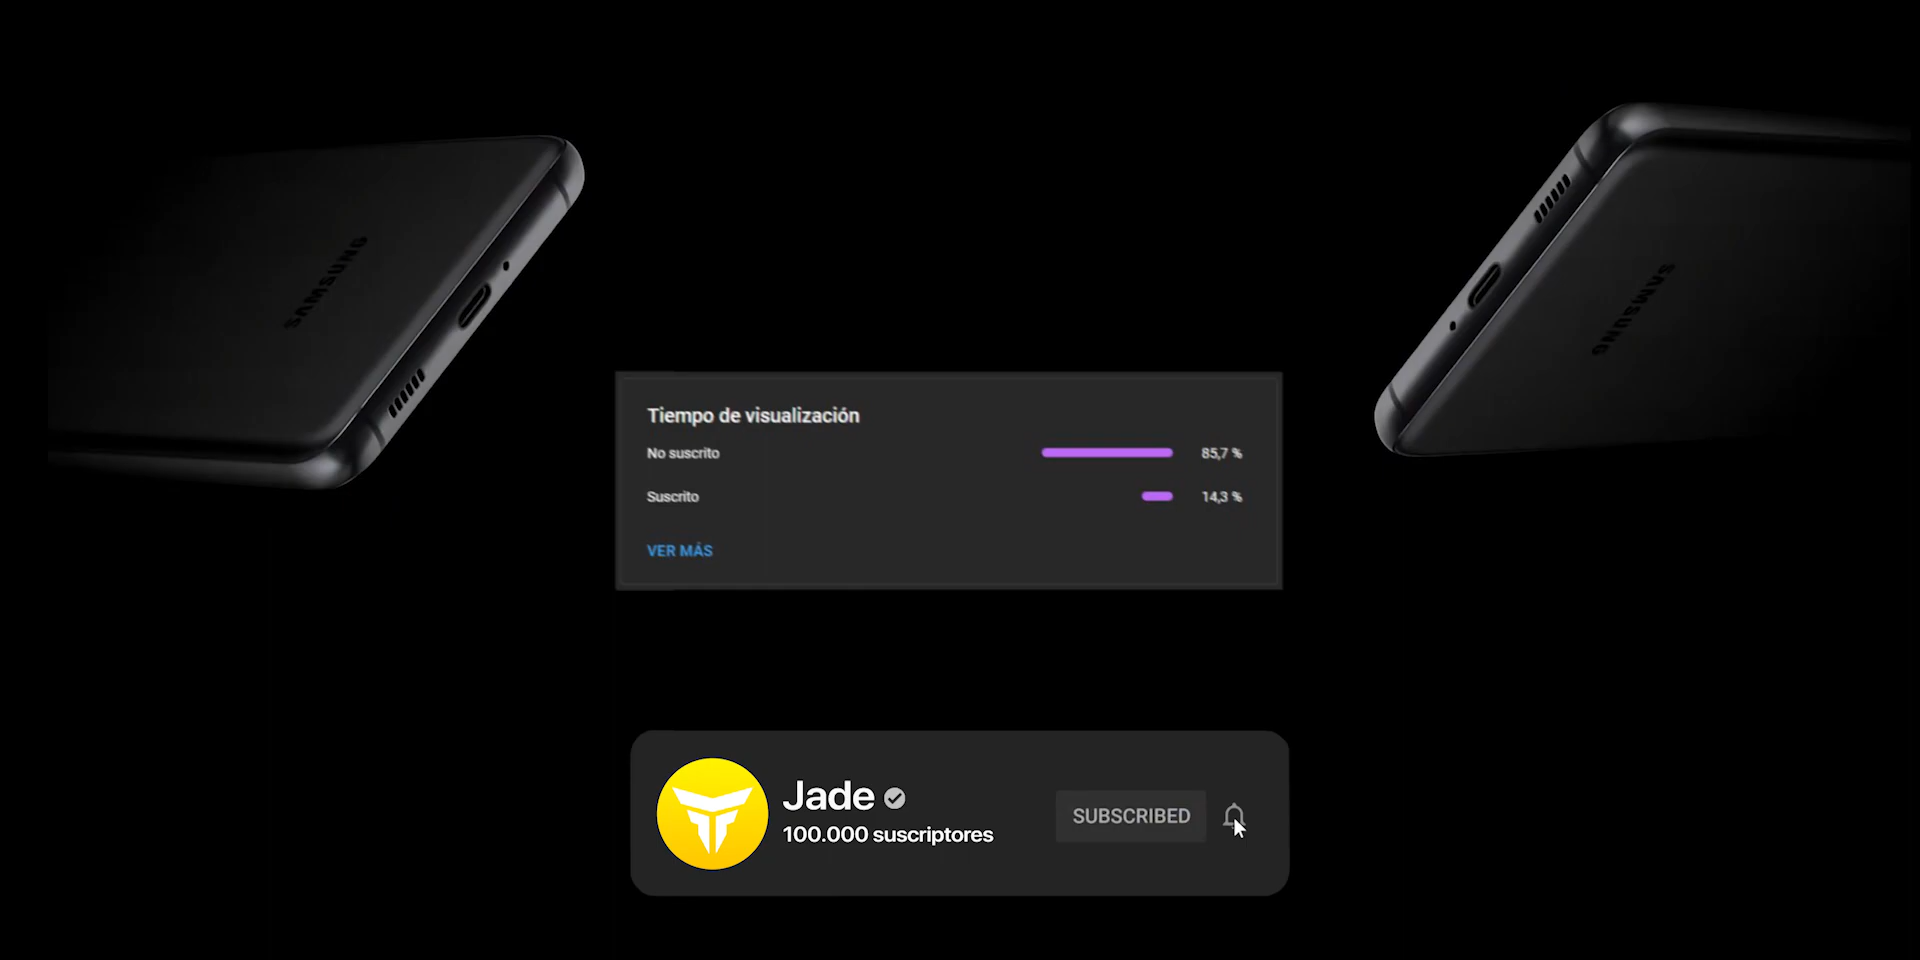 SAMSUNG
SAMSUNG
Tiempo de visualización
No suscrito 85,7 %
Suscrito 14,3 %
VER MÁS
Jade
100.000 suscriptores
SUBSCRIBED